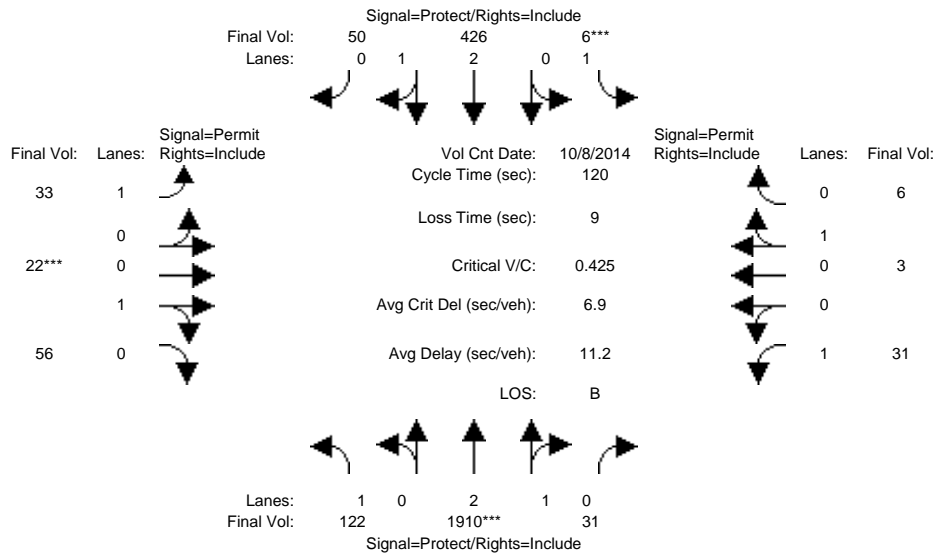 Signal=Protect/Rights=Include
Final Vol: 50 426 6***
Lanes: 0 1 2 0 1
Signal=Permit Signal=Permit
Final Vol: Lanes: Rights=Include Vol Cnt Date: 10/8/2014 Rights=Include Lanes: Final Vol:
Cycle Time (sec): 120
33 1 0 6
Loss Time (sec): 9
0 1
22*** 0 Critical V/C: 0.425 0 3
1 Avg Crit Del (sec/veh): 6.9 0
56 0 Avg Delay (sec/veh): 11.2 1 31
LOS: B
Lanes: 1 0 2 1 0
Final Vol: 122 1910*** 31
Signal=Protect/Rights=Include